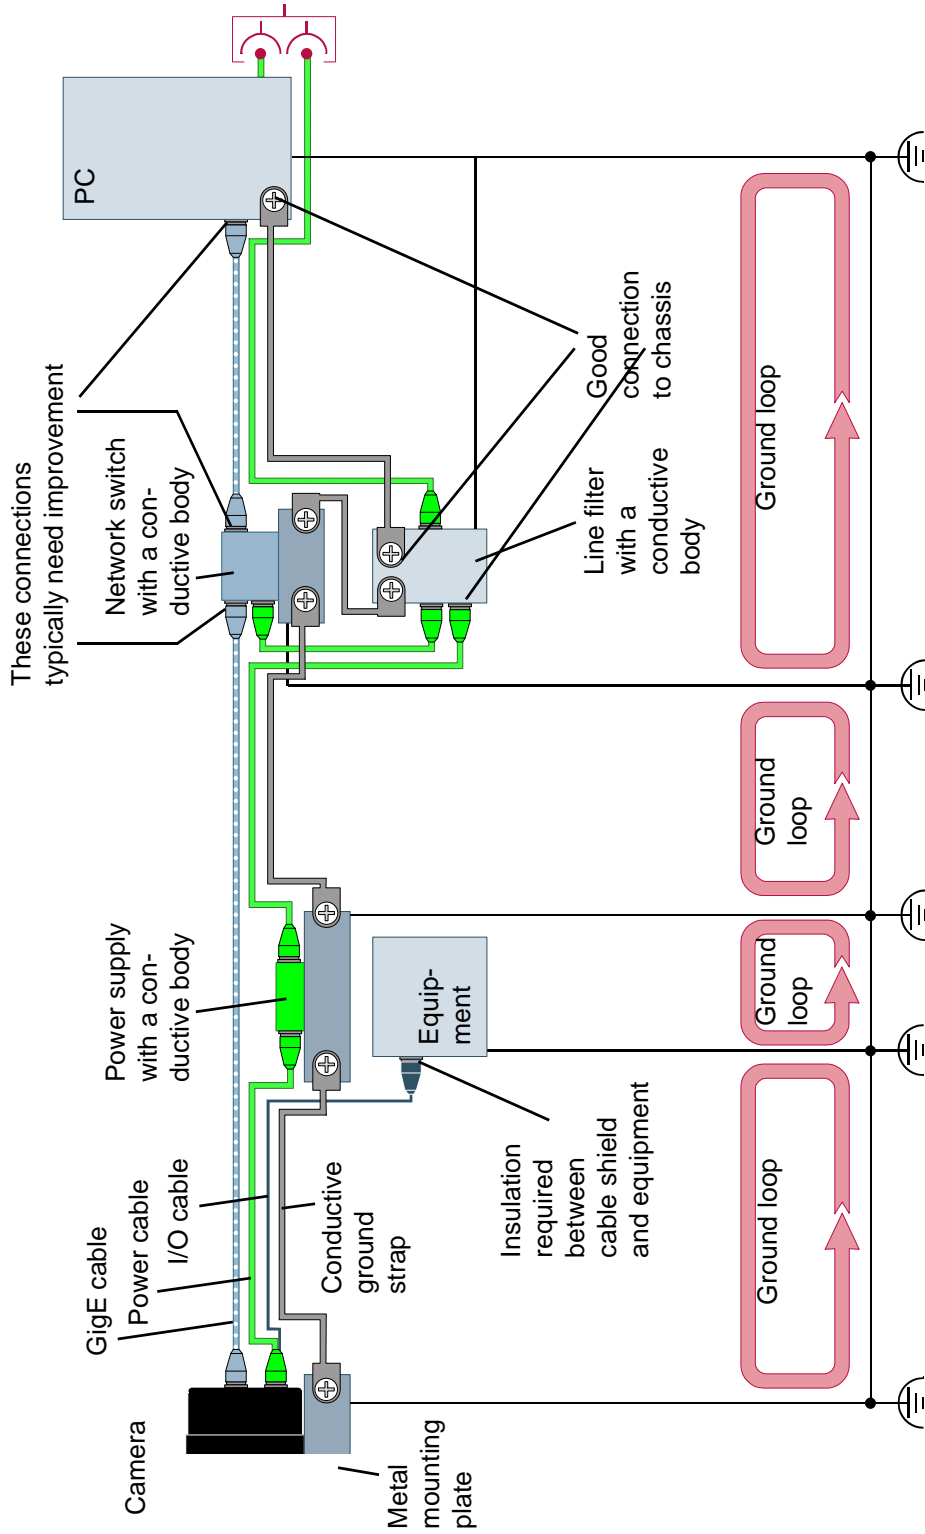 Camera
GigE cable
Power cable
I/O cable
Metal
mounting
plate
Conductive
ground
strap
Power supply
with a con-
ductive body
Equip-
ment
Insulation
required
between
cable shield
and equipment
These connections
typically need improvement
Network switch
with a con-
ductive body
Line filter
with a
conductive
body
Good
connection
to chassis
PC
Ground loop
Ground
loop
Ground
loop
Ground loop